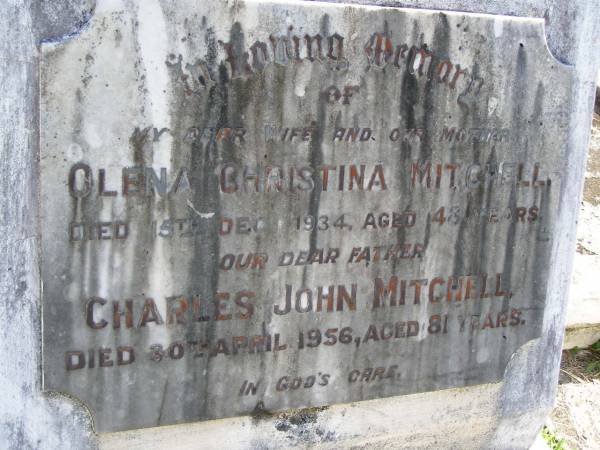 In Loving Memory
OF
MY DEAR WIFE AND OUR MOTHER
OLENA CHRISTINA MITCHELL,
DIED 15TH DEC 1934, AGED 48 YEARS.
OUR DEAR FATHER
CHARLES JOHN MITCHELL,
DIED 30TH APRIL 1956, AGED 81 YEARS.
IN GOD'S CARE.